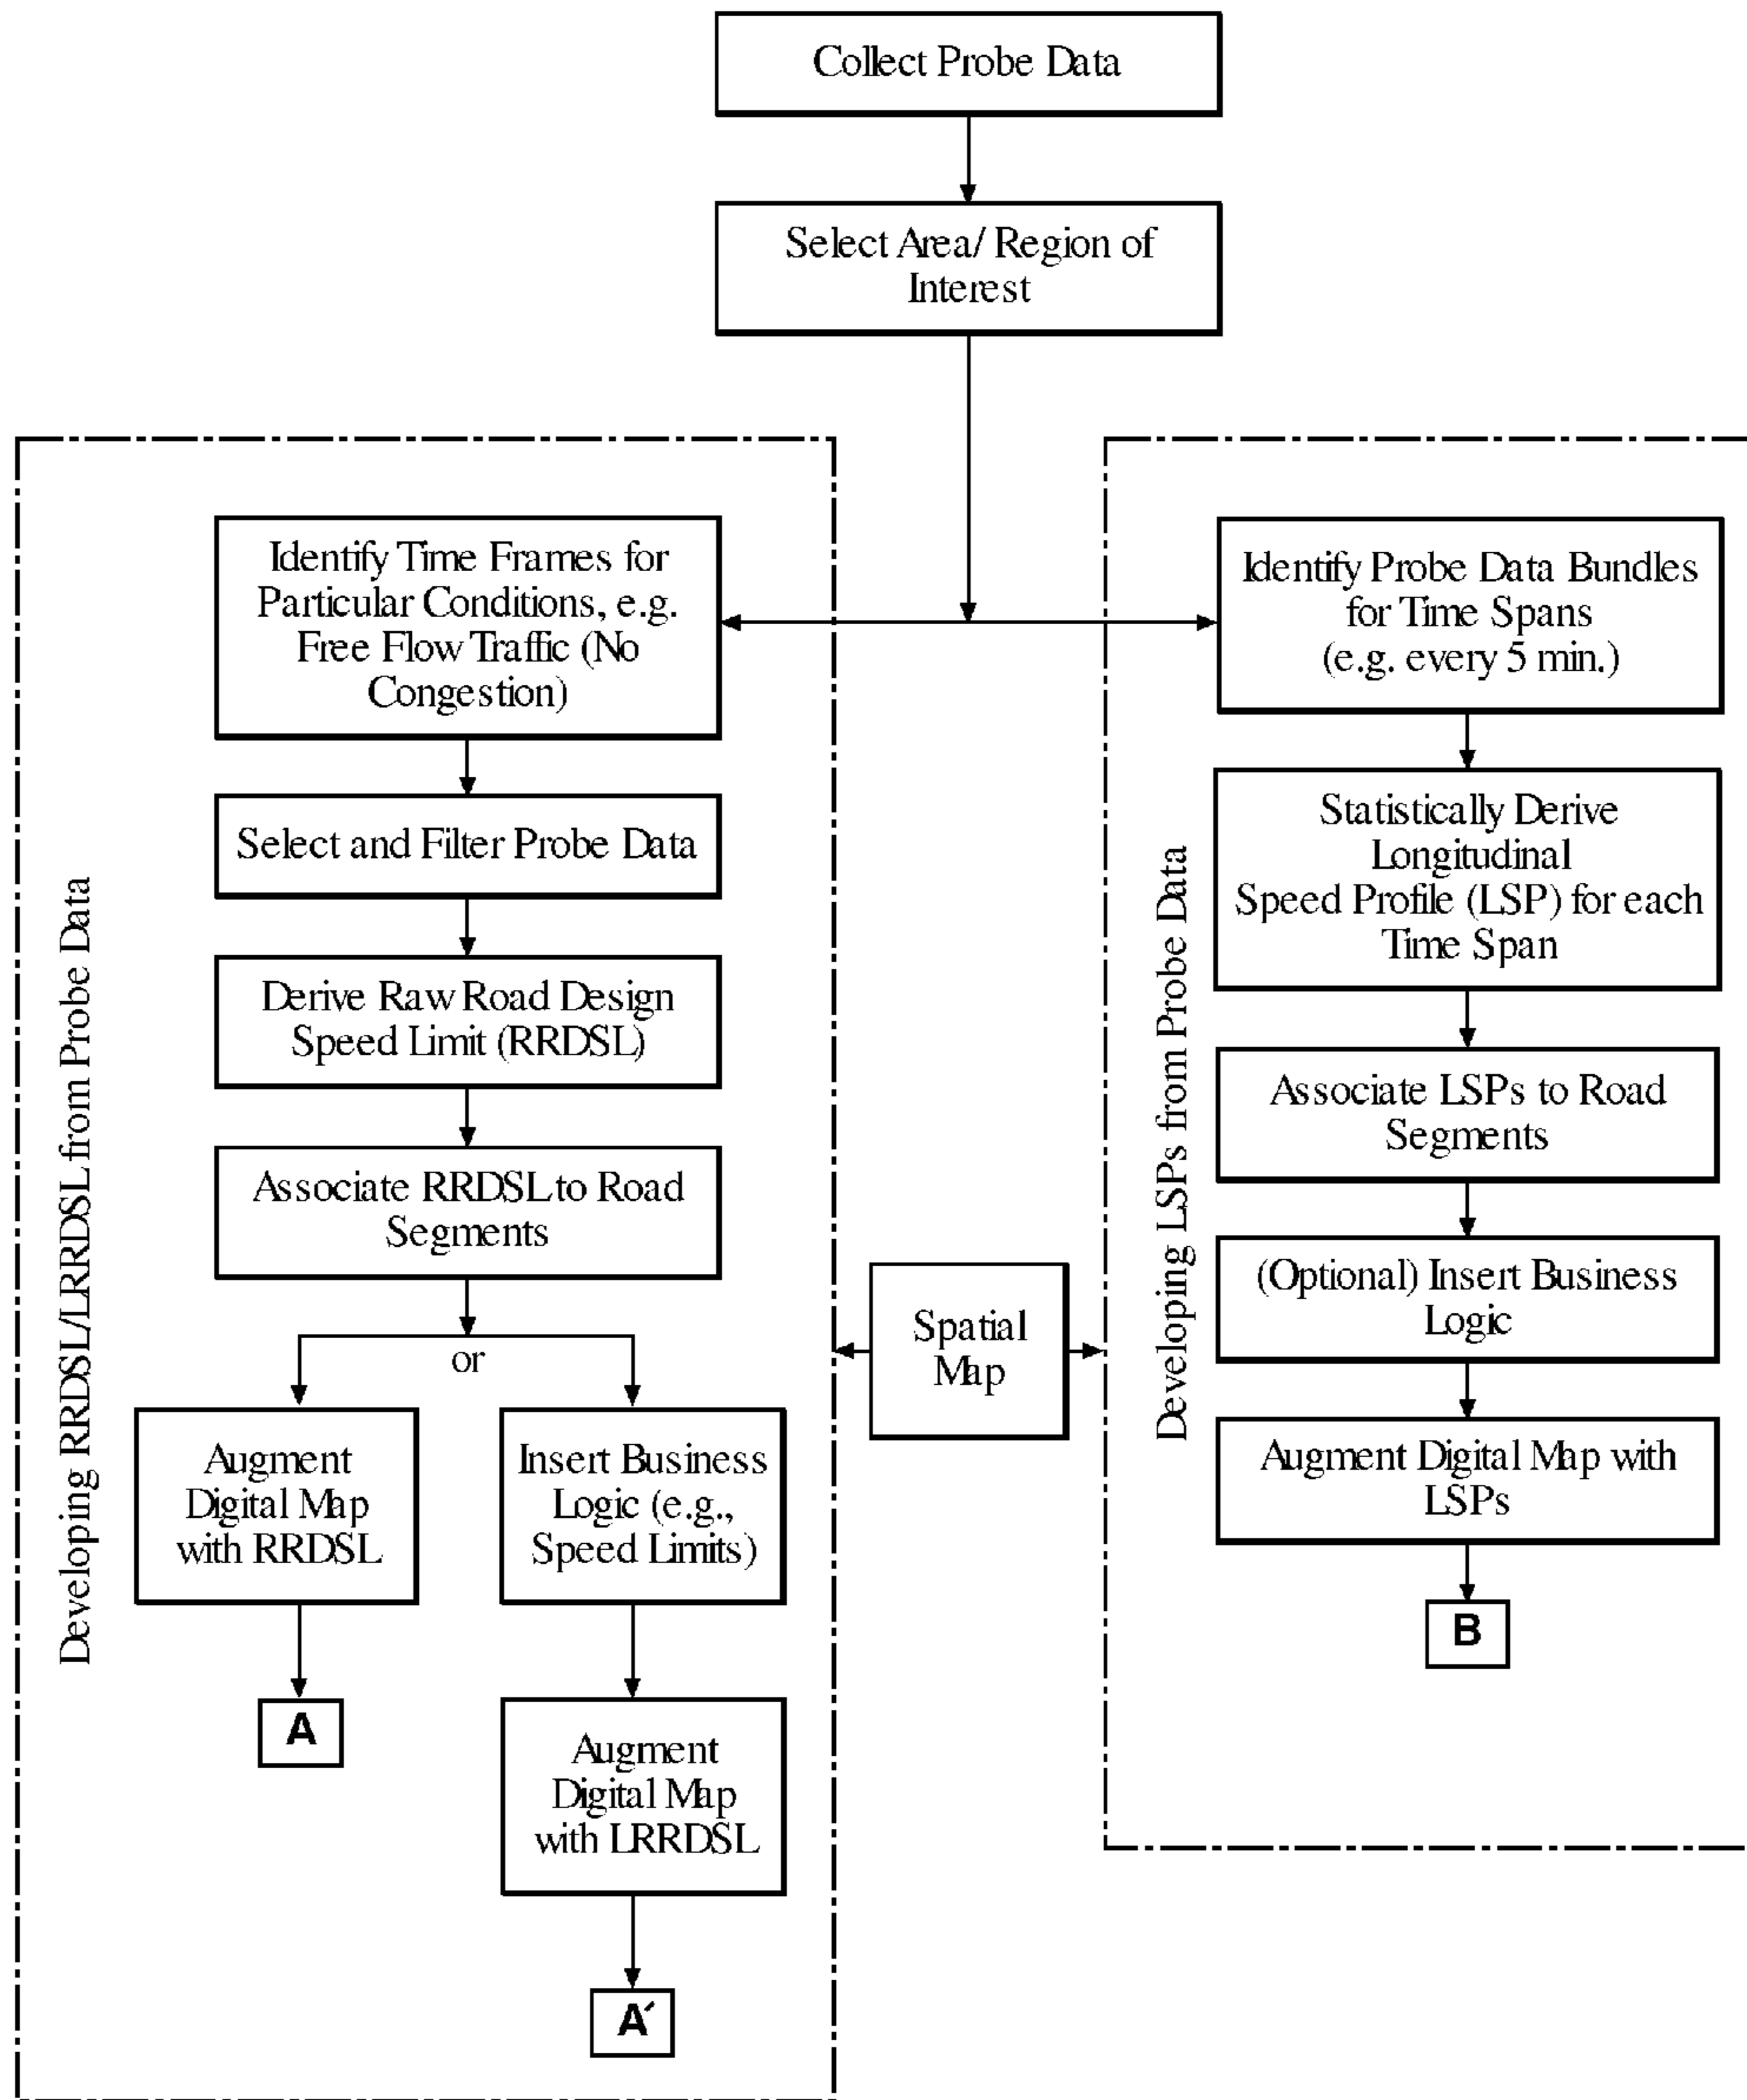 Collect Probe Data
Select Area/ Region of
Interest
Developing RRDSL/LRRDSL from Probe Data
Identify Time Frames for
Particular Conditions, e.g.
Free Flow Traffic (No
Congestion)
Select and Filter Probe Data
Derive Raw Road Design
Speed Limit (RRDSL)
Associate RRDSL to Road
Segments
or
Augment
Digital Map
with RRDSL
A
Insert Business
Logic (e.g.,
Speed Limits)
Augment
Digital Map
with LRRDSL
A´
Spatial
Map
Developing LSPs from Probe Data
Identify Probe Data Bundles
for Time Spans
(e.g. every 5 min.)
Statistically Derive
Longitudinal
Speed Profile (LSP) for each
Time Span
Associate LSPs to Road
Segments
(Optional) Insert Business
Logic
Augment Digital Map with
LSPs
B